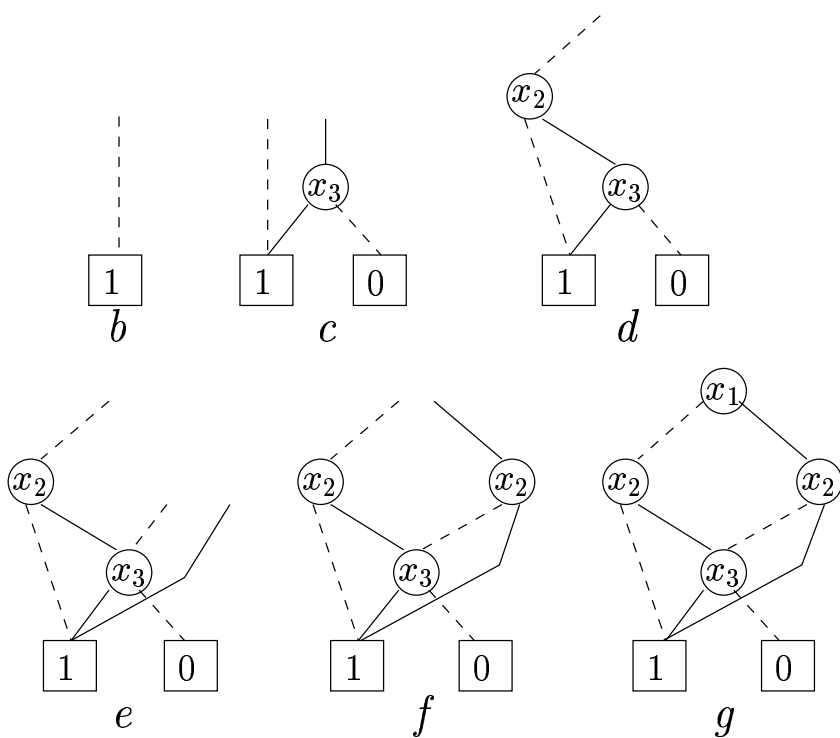 x₂
x₃
x₃
1 1 0 1 0
b c d
x₁
x₂ x₂ x₂ x₂ x₂
x₃ x₃ x₃
1 0 1 0 1 0
e f g